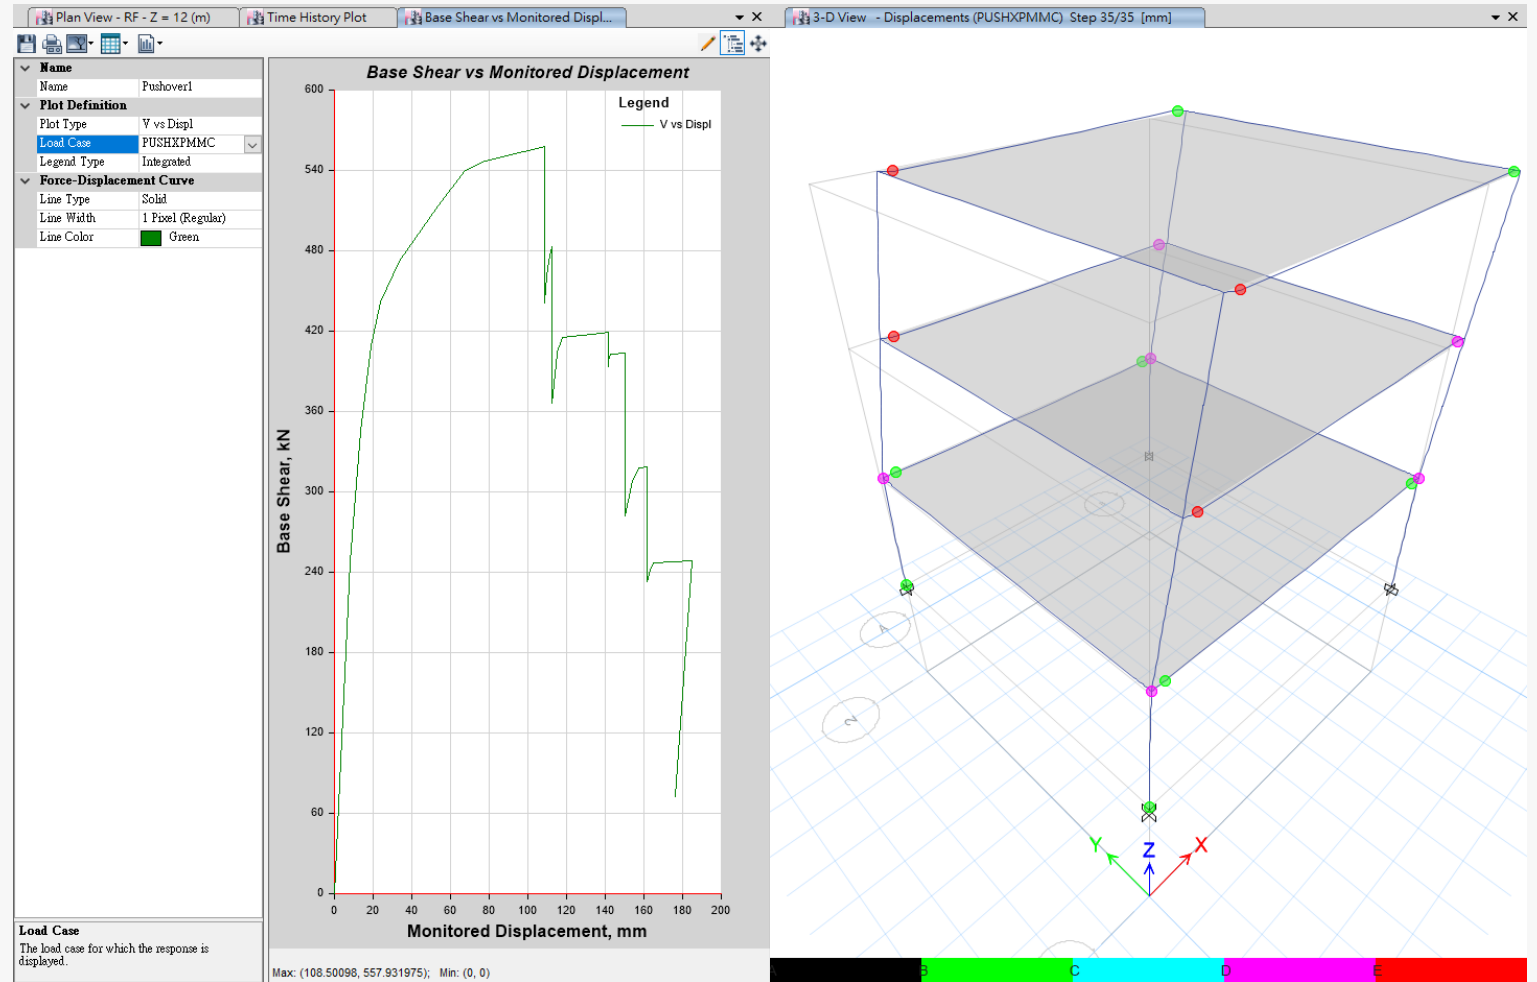 Plan View - RF - Z = 12 (m)
Time History Plot
Base Shear vs Monitored Displ...
3-D View - Displacements (PUSHXPMMC) Step 35/35 [mm]
Name
Name Pushover1
Plot Definition
Plot Type V vs Displ
Load Case PUSHXPMMC
Legend Type Integrated
Force-Displacement Curve
Line Type Solid
Line Width 1 Pixel (Regular)
Line Color Green
Load Case
The load case for which the response is
displayed.
Base Shear vs Monitored Displacement
Legend
V vs Displ
Base Shear, kN
600
540
480
420
360
300
240
180
120
60
0
0 20 40 60 80 100 120 140 160 180 200
Monitored Displacement, mm
Max: (108.50098, 557.931975); Min: (0, 0)
A
2
Y
Z
X
A B C D E